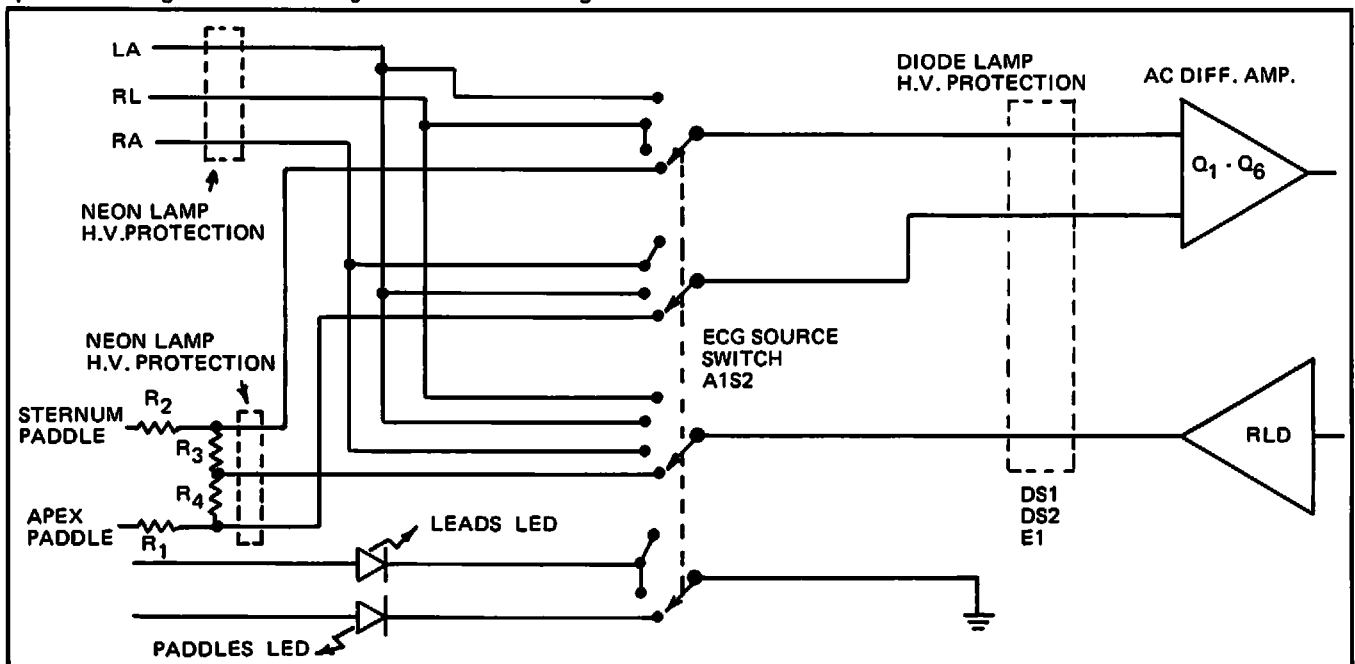 LA
RL
RA
NEON LAMP
H.V.PROTECTION
DIODE LAMP
H.V. PROTECTION
AC DIFF. AMP.
Q1 - Q6
NEON LAMP
H.V. PROTECTION
ECG SOURCE
SWITCH
A1S2
STERNUM
PADDLE
R2
R3
R4
APEX
PADDLE
R1
RLD
DS1
DS2
E1
LEADS LED
PADDLES LED